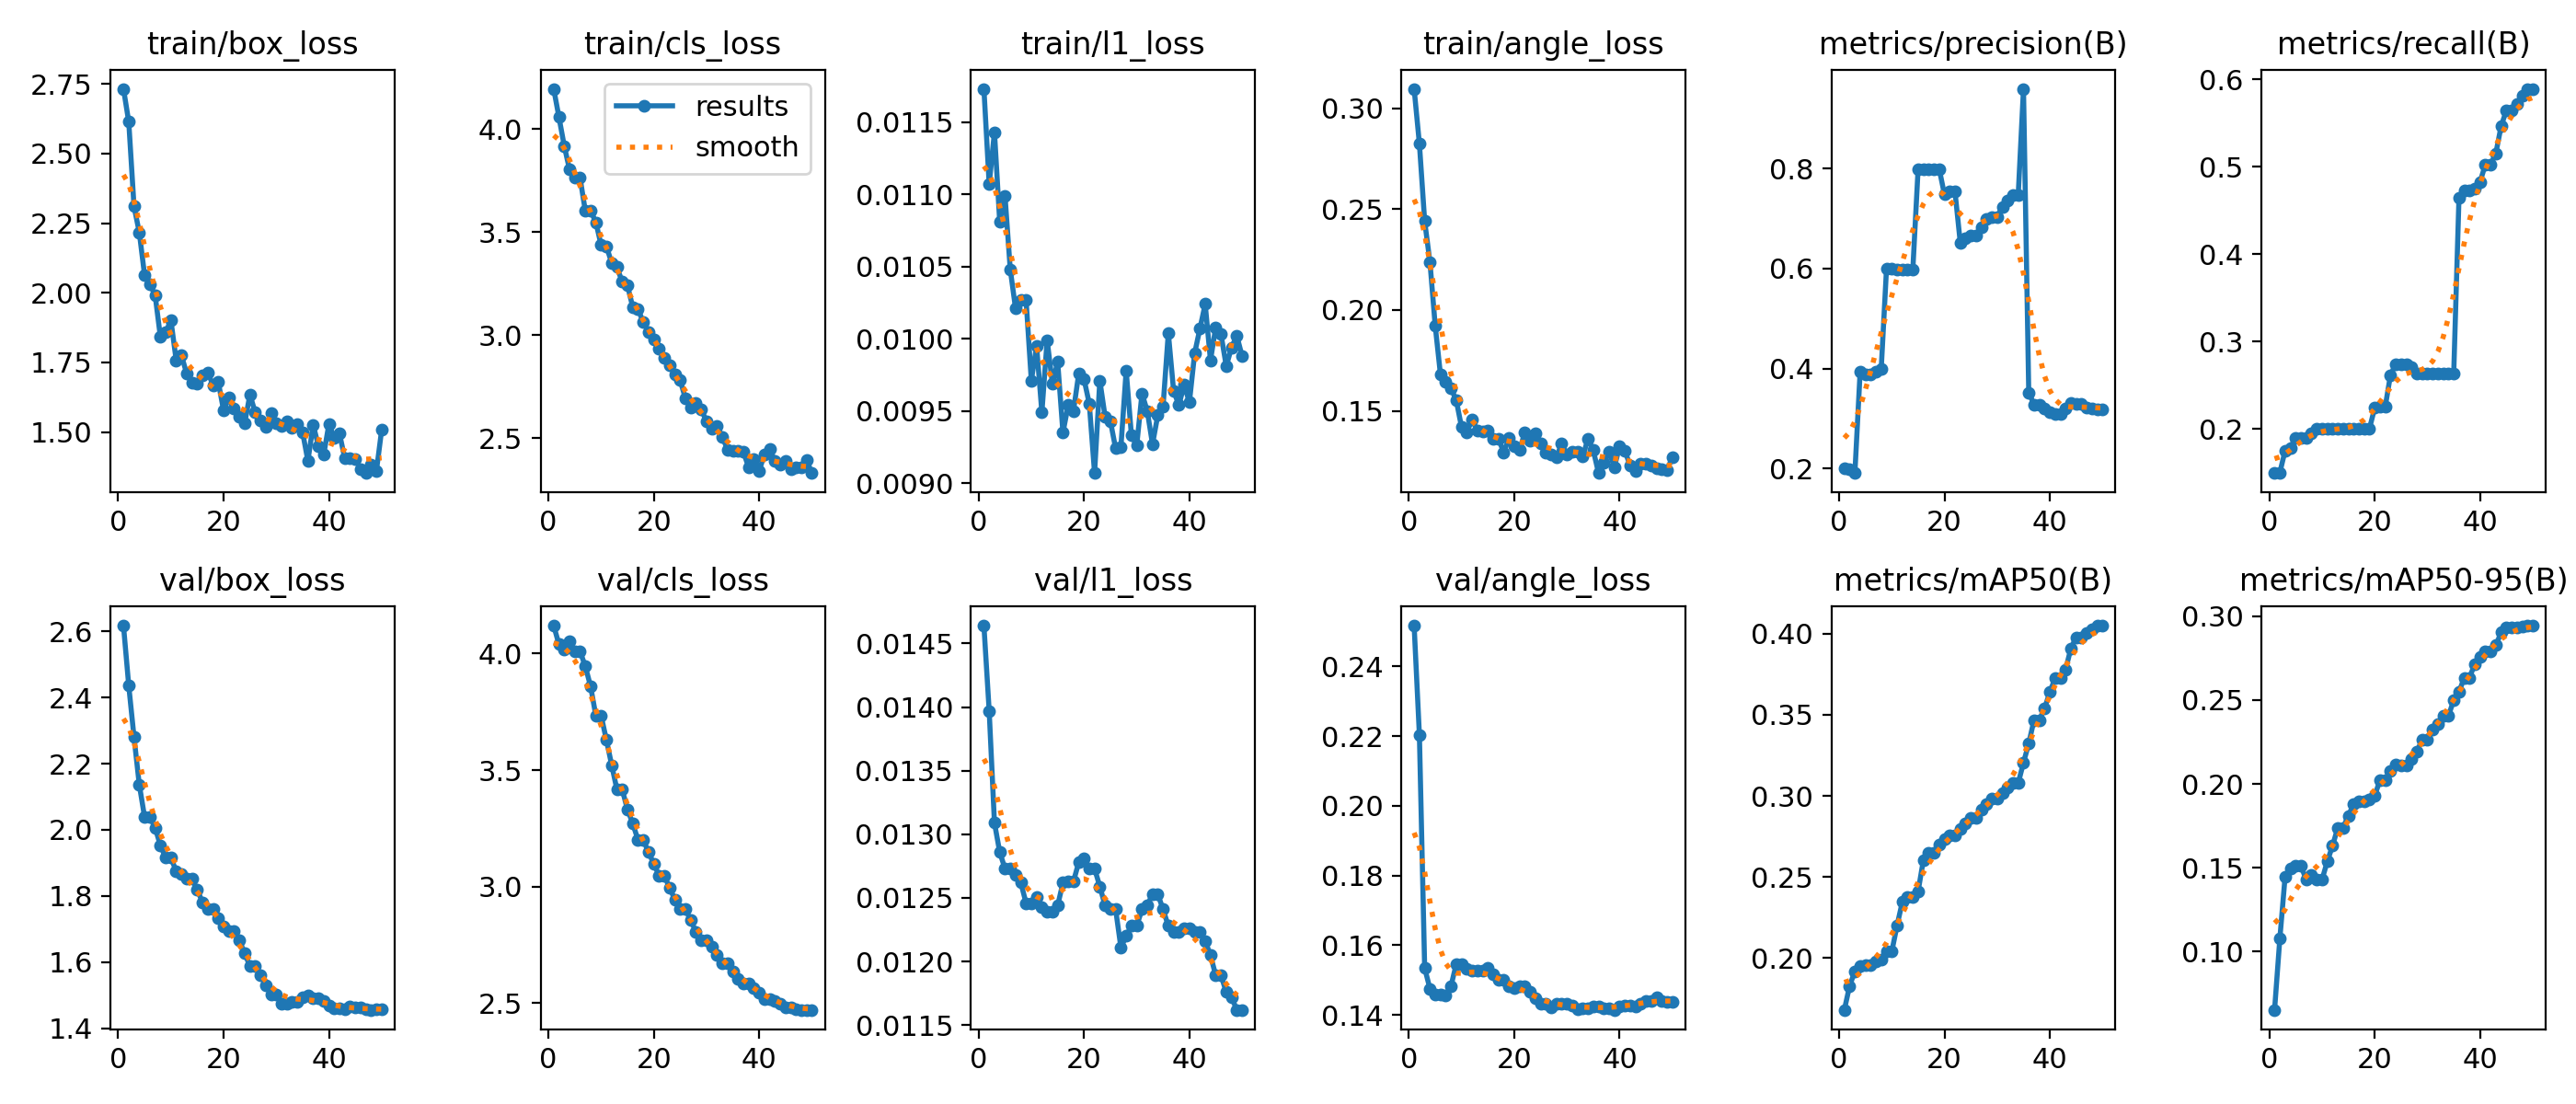 train/box_loss
2.75
2.50
2.25
2.00
1.75
1.50
0 20 40
train/cls_loss
results
smooth
4.0
3.5
3.0
2.5
0 20 40
train/l1_loss
0.0115
0.0110
0.0105
0.0100
0.0095
0.0090
0 20 40
train/angle_loss
0.30
0.25
0.20
0.15
0 20 40
metrics/precision(B)
0.8
0.6
0.4
0.2
0 20 40
metrics/recall(B)
0.6
0.5
0.4
0.3
0.2
0 20 40
val/box_loss
2.6
2.4
2.2
2.0
1.8
1.6
1.4
0 20 40
val/cls_loss
4.0
3.5
3.0
2.5
0 20 40
val/l1_loss
0.0145
0.0140
0.0135
0.0130
0.0125
0.0120
0.0115
0 20 40
val/angle_loss
0.24
0.22
0.20
0.18
0.16
0.14
0 20 40
metrics/mAP50(B)
0.40
0.35
0.30
0.25
0.20
0 20 40
metrics/mAP50-95(B)
0.30
0.25
0.20
0.15
0.10
0 20 40